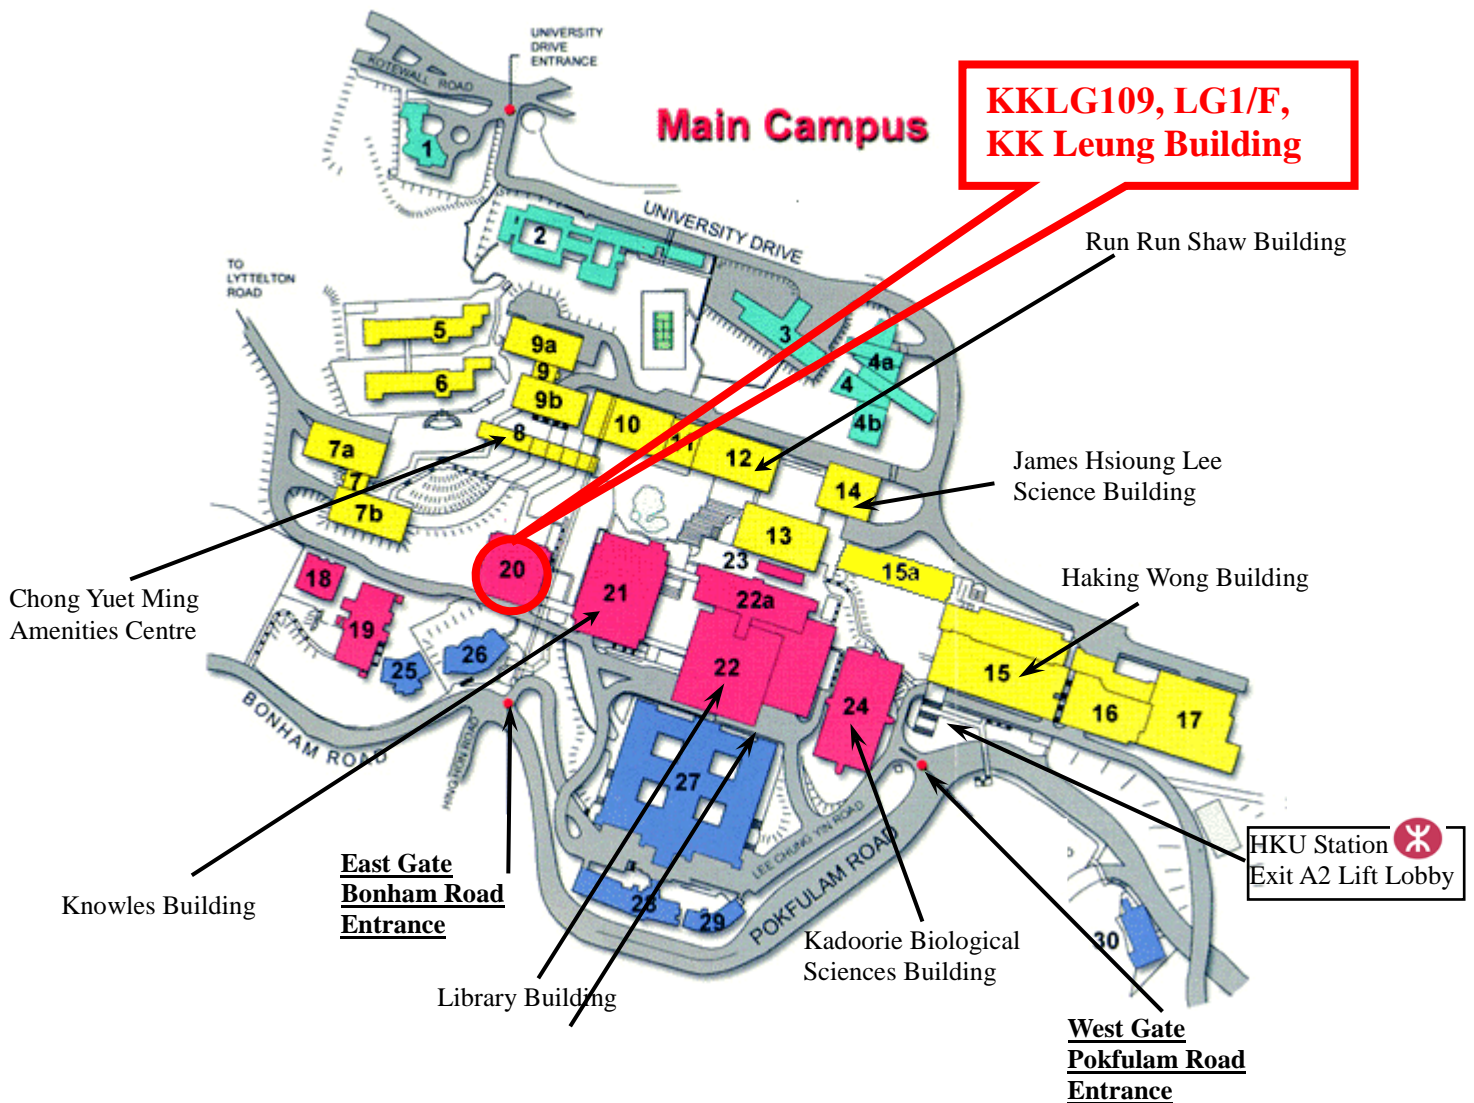 UNIVERSITY
DRIVE
ENTRANCE
KOTEWALL ROAD
Main Campus
KKLG109, LG1/F,
KK Leung Building
1
UNIVERSITY DRIVE
2
Run Run Shaw Building
TO
LYTTELTON
ROAD
3
5
9a
4a
6
9
4
9b
4b
10
8
11
12
7a
James Hsioung Lee
Science Building
14
7
7b
13
23
20
15a
18
Haking Wong Building
21
22a
Chong Yuet Ming
Amenities Centre
19
26
25
22
15
24
16
17
BONHAM ROAD
HING HON ROAD
27
LEE CHUNG YIN ROAD
POKFULAM ROAD
HKU Station
Exit A2 Lift Lobby
East Gate
Bonham Road
Entrance
Knowles Building
28
29
30
Kadoorie Biological
Sciences Building
Library Building
West Gate
Pokfulam Road
Entrance